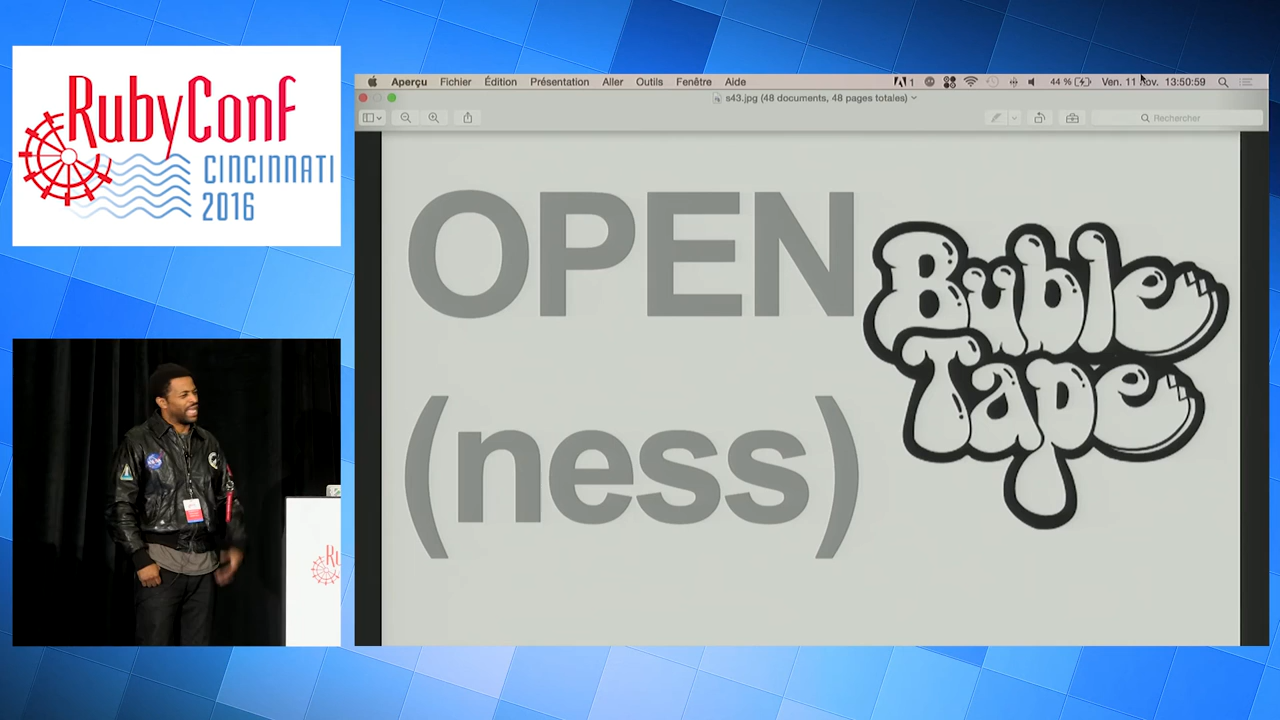 RubyConf
CINCINNATI
2016
Aperçu Fichier Édition Présentation Aller Outils Fenêtre Aide 1 44 % Ven. 11 nov. 13:50:59
s43.jpg (48 documents, 48 pages totales)
Rechercher
OPEN
(ness)
Buble
Tape